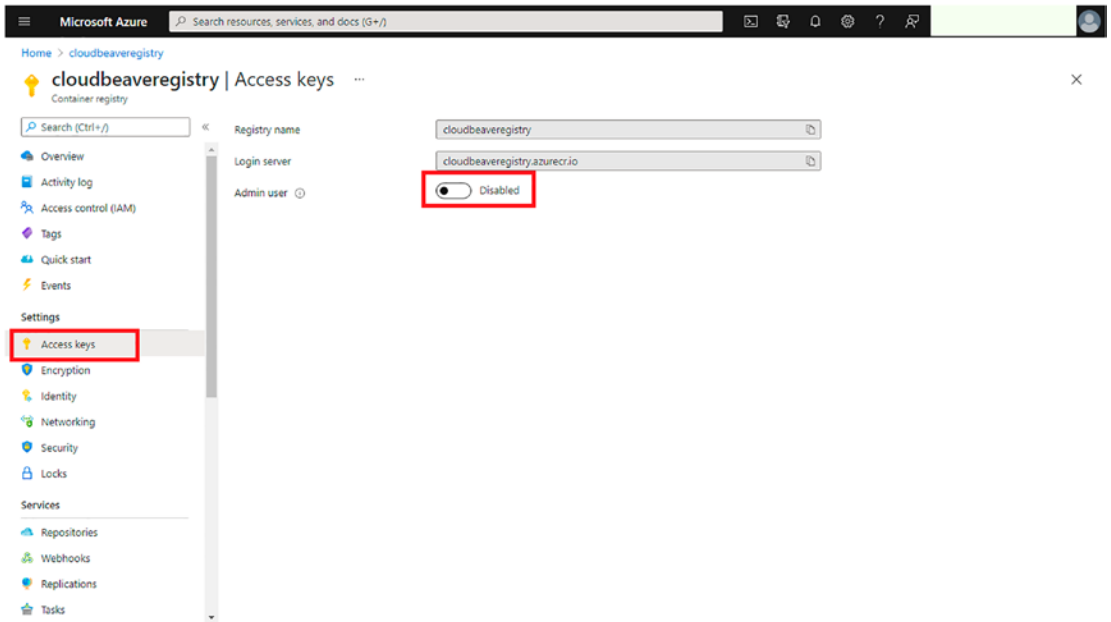 Microsoft Azure
Search resources, services, and docs (G+/)
Home > cloudbeaveregistry
cloudbeaveregistry | Access keys ...
Container registry
Search (Ctrl+/)
Overview
Activity log
Access control (IAM)
Tags
Quick start
Events
Settings
Access keys
Encryption
Identity
Networking
Security
Locks
Services
Repositories
Webhooks
Replications
Tasks
Registry name
cloudbeaveregistry
Login server
cloudbeaveregistry.azurecr.io
Admin user
Disabled